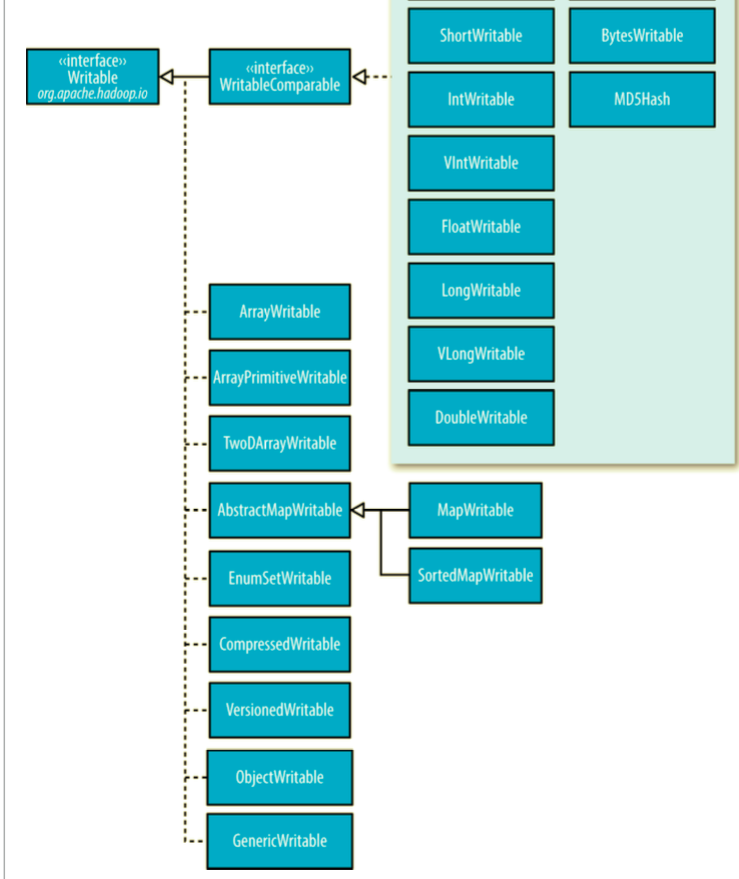 «interface»
Writable
org.apache.hadoop.io
«interface»
WritableComparable
ShortWritable
BytesWritable
IntWritable
MD5Hash
VIntWritable
FloatWritable
LongWritable
VLongWritable
DoubleWritable
ArrayWritable
ArrayPrimitiveWritable
TwoDArrayWritable
AbstractMapWritable
MapWritable
SortedMapWritable
EnumSetWritable
CompressedWritable
VersionedWritable
ObjectWritable
GenericWritable